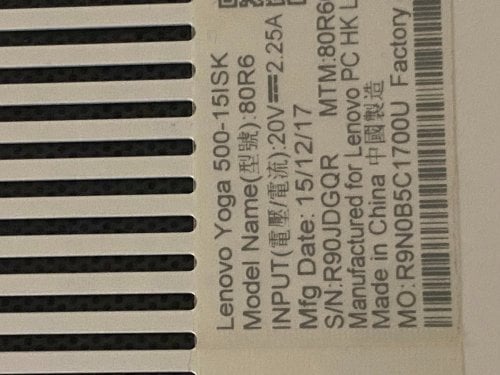 Lenovo Yoga 500-15ISK
Model Name(型號):80R6
INPUT(電壓/電流):20V⎓2.25A
Mfg Date: 15/12/17
S/N:R90JDGQR MTM:80R6
Manufactured for Lenovo PC HK
Made in China 中國製造
MO:R9N0B5C1700U Factory